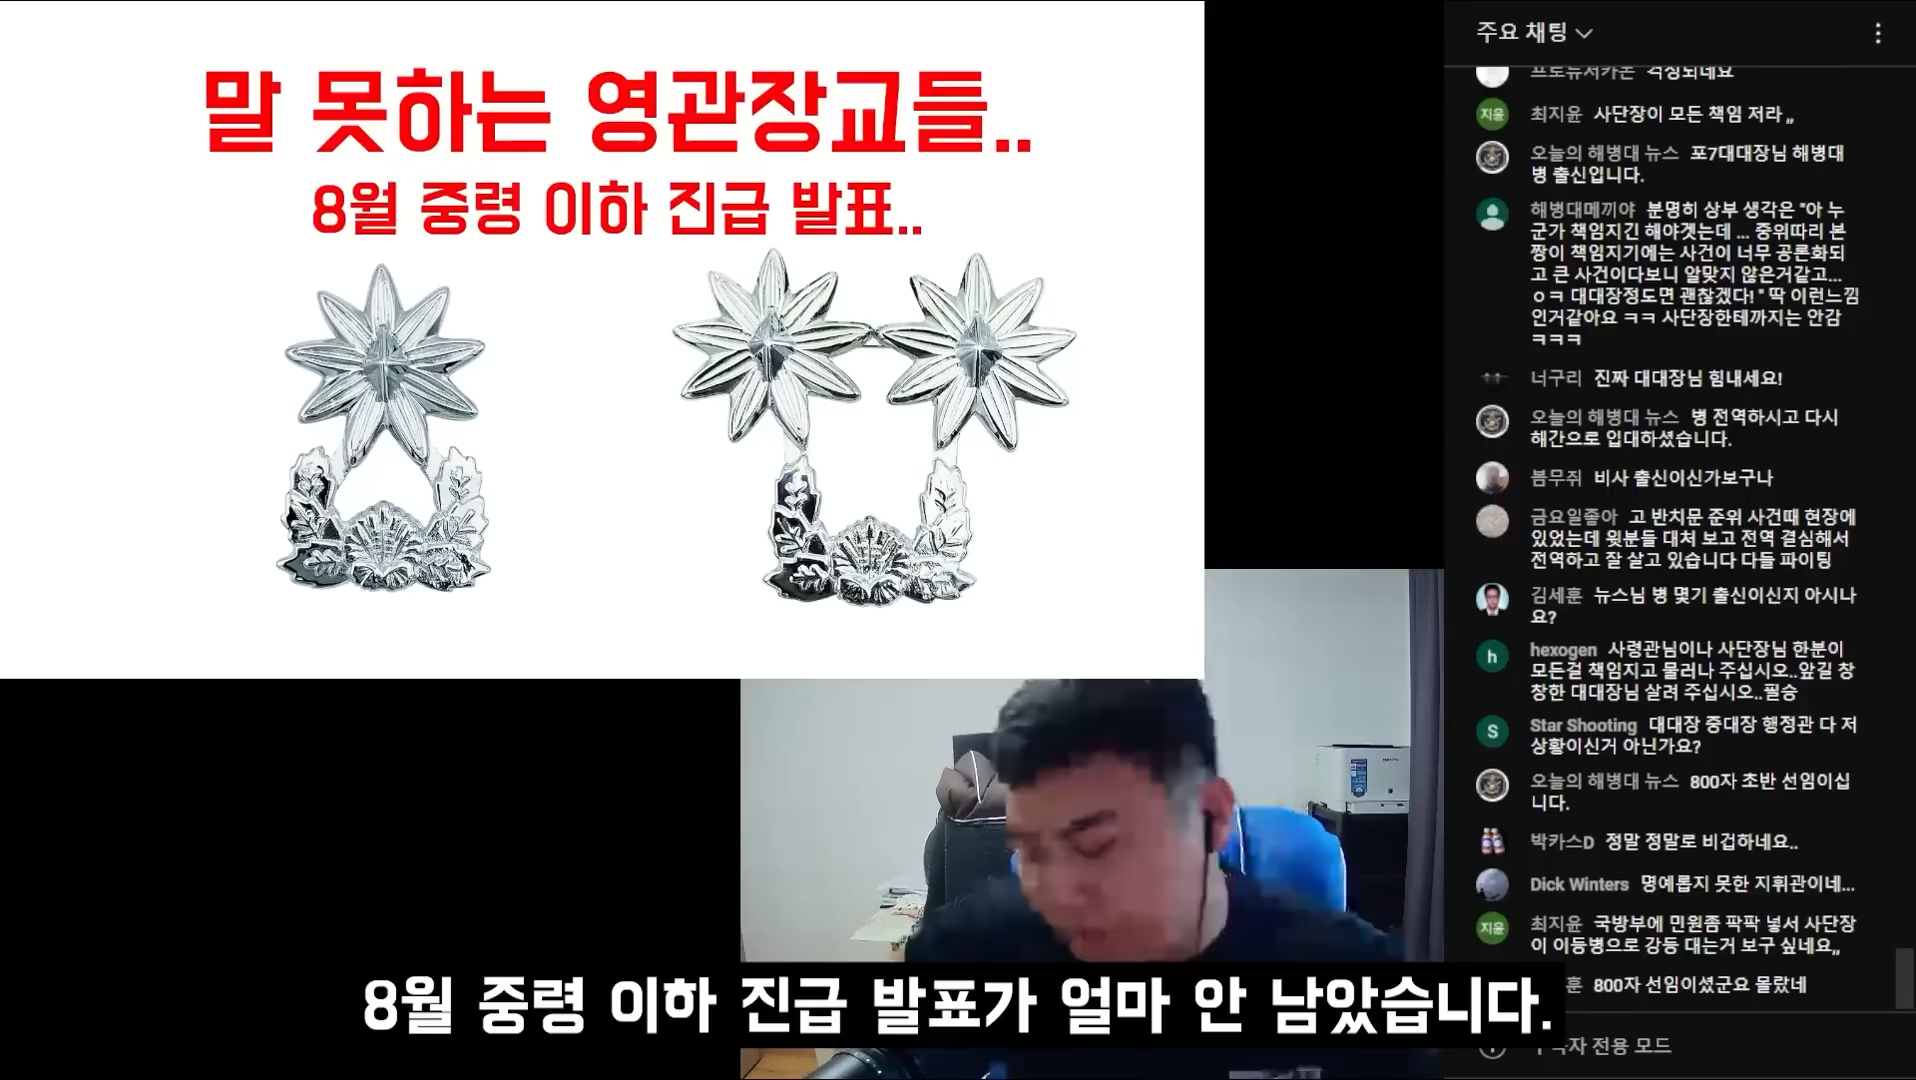 말 못하는 영관장교들..
8월 중령 이하 진급 발표..
8월 중령 이하 진급 발표가 얼마 안 남았습니다.
주요 채팅
프로듀서카논 걱정되네요
지윤
최지윤 사단장이 모든 책임 저라 ,,
오늘의 해병대 뉴스 포7대대장님 해병대
병 출신입니다.
해병대메끼야 분명히 상부 생각은 "아 누
군가 책임지긴 해야겟는데 ... 중위따리 본
짱이 책임지기에는 사건이 너무 공론화되
고 큰 사건이다보니 알맞지 않은거같고...
ㅇㅋ 대대장정도면 괜찮겠다! " 딱 이런느낌
인거같아요 ㅋㅋ 사단장한테까지는 안감
ㅋㅋㅋ
너구리 진짜 대대장님 힘내세요!
오늘의 해병대 뉴스 병 전역하시고 다시
해간으로 입대하셨습니다.
붐무쥐 비사 출신이신가보구나
금요일좋아 고 반치문 준위 사건때 현장에
있었는데 윗분들 대처 보고 전역 결심해서
전역하고 잘 살고 있습니다 다들 파이팅
김세훈 뉴스님 병 몇기 출신이신지 아시나
요?
h
hexogen 사령관님이나 사단장님 한분이
모든걸 책임지고 물러나 주십시오..앞길 창
창한 대대장님 살려 주십시오..필승
S
Star Shooting 대대장 중대장 행정관 다 저
상황이신거 아닌가요?
오늘의 해병대 뉴스 800자 초반 선임이십
니다.
박카스D 정말 정말로 비겁하네요..
Dick Winters 명예롭지 못한 지휘관이네...
지윤
최지윤 국방부에 민원좀 팍팍 넣서 사단장
이 이등병으로 강등 대는거 보구 싶네요,,
훈 800자 선임이셨군요 몰랐네
전용 모드